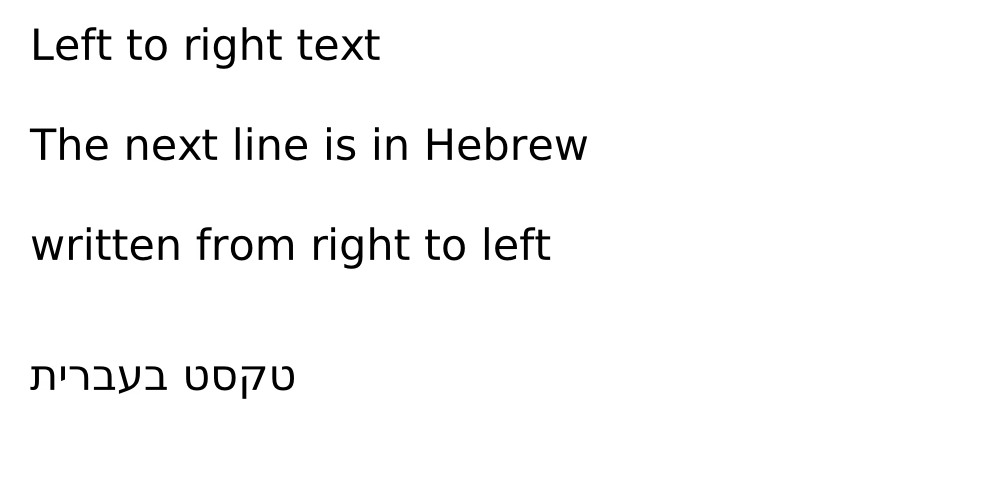 Left to right text
The next line is in Hebrew
written from right to left
טקסט בעברית